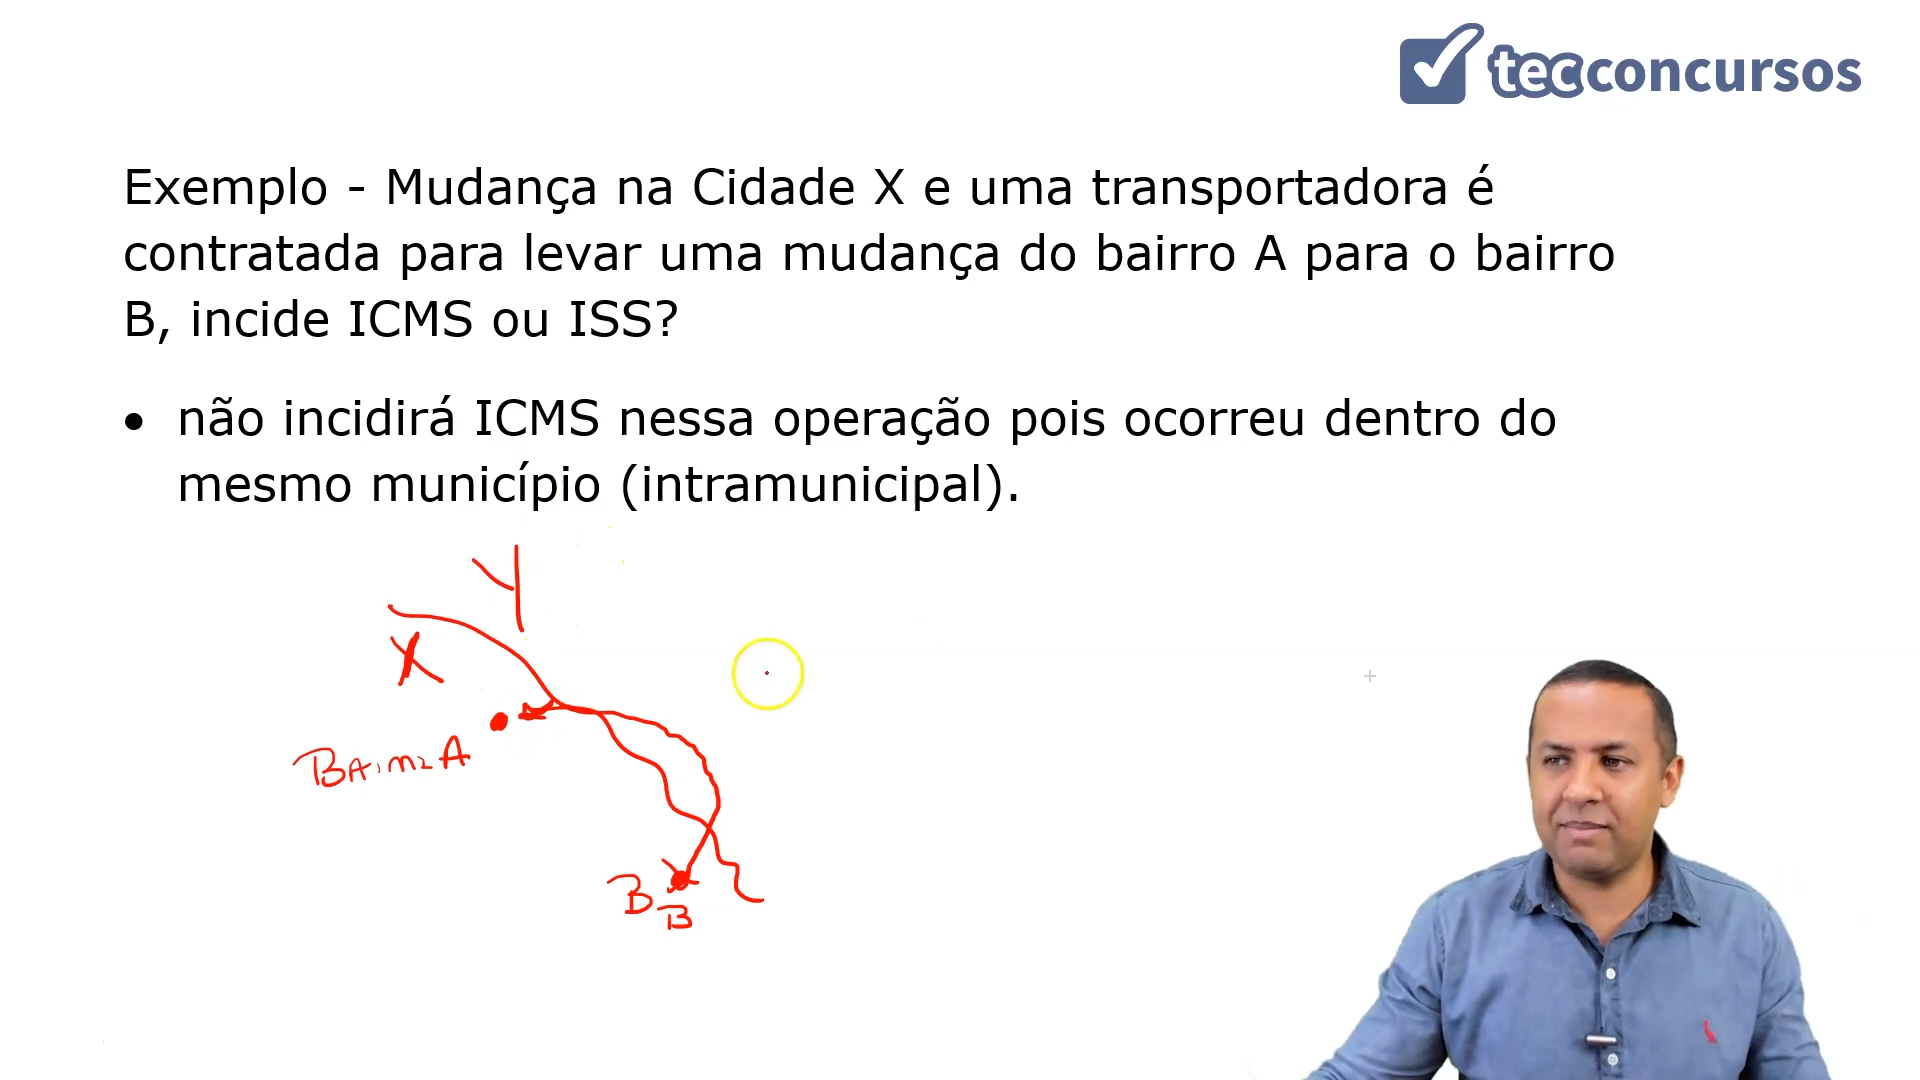 tecconcursos
Exemplo - Mudança na Cidade X e uma transportadora é
contratada para levar uma mudança do bairro A para o bairro
B, incide ICMS ou ISS?
• não incidirá ICMS nessa operação pois ocorreu dentro do
mesmo município (intramunicipal).
Y
X
A
B
B